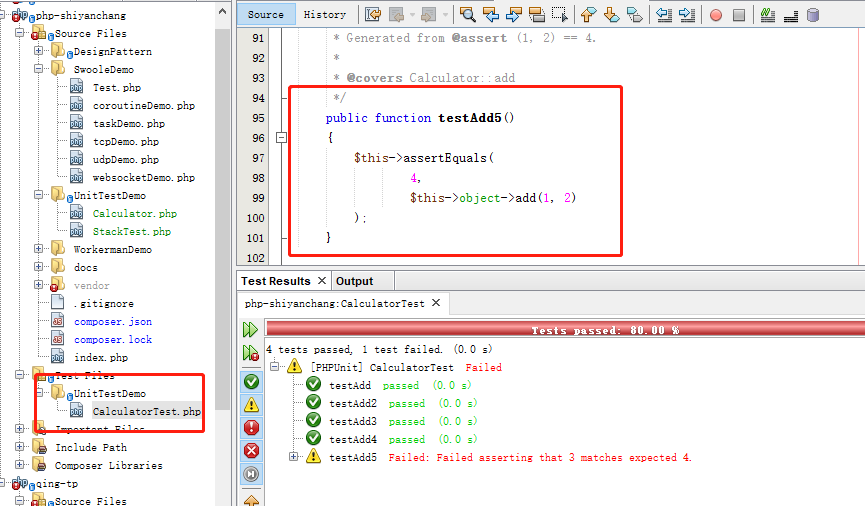 php-shiyanchang
Source Files
DesignPattern
SwooleDemo
Test.php
coroutineDemo.php
taskDemo.php
tcpDemo.php
udpDemo.php
websocketDemo.php
UnitTestDemo
Calculator.php
StackTest.php
WorkermanDemo
docs
vendor
.gitignore
composer.json
composer.lock
index.php
Test Files
UnitTestDemo
CalculatorTest.php
Important Files
Include Path
Composer Libraries
qing-tp
Source Files
Source History
91 * Generated from @assert (1, 2) == 4.
92 *
93 * @covers Calculator::add
94 */
95 public function testAdd5()
96 {
97 $this->assertEquals(
98 4,
99 $this->object->add(1, 2)
100 );
101 }
102
Test Results Output
php-shiyanchang:CalculatorTest
Tests passed: 80.00 %
4 tests passed, 1 test failed. (0.0 s)
[PHPUnit] CalculatorTest Failed
testAdd passed (0.0 s)
testAdd2 passed (0.0 s)
testAdd3 passed (0.0 s)
testAdd4 passed (0.0 s)
testAdd5 Failed: Failed asserting that 3 matches expected 4.